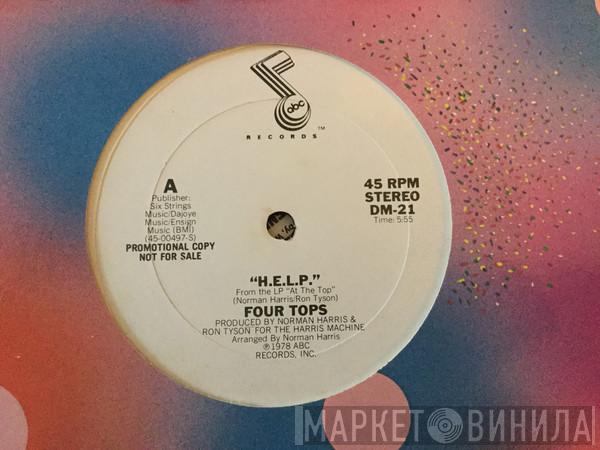 abc
RECORDS ™
A
Publisher:
Six Strings
Music/Dajoye
Music/Ensign
Music (BMI)
(45-00497-S)
PROMOTIONAL COPY
NOT FOR SALE
45 RPM
STEREO
DM-21
Time: 5:55
"H.E.L.P."
From the LP "At The Top"
(Norman Harris/Ron Tyson)
FOUR TOPS
PRODUCED BY NORMAN HARRIS &
RON TYSON FOR THE HARRIS MACHINE
Arranged By Norman Harris
℗1978 ABC
RECORDS, INC.
МАРКЕТ ВИНИЛА